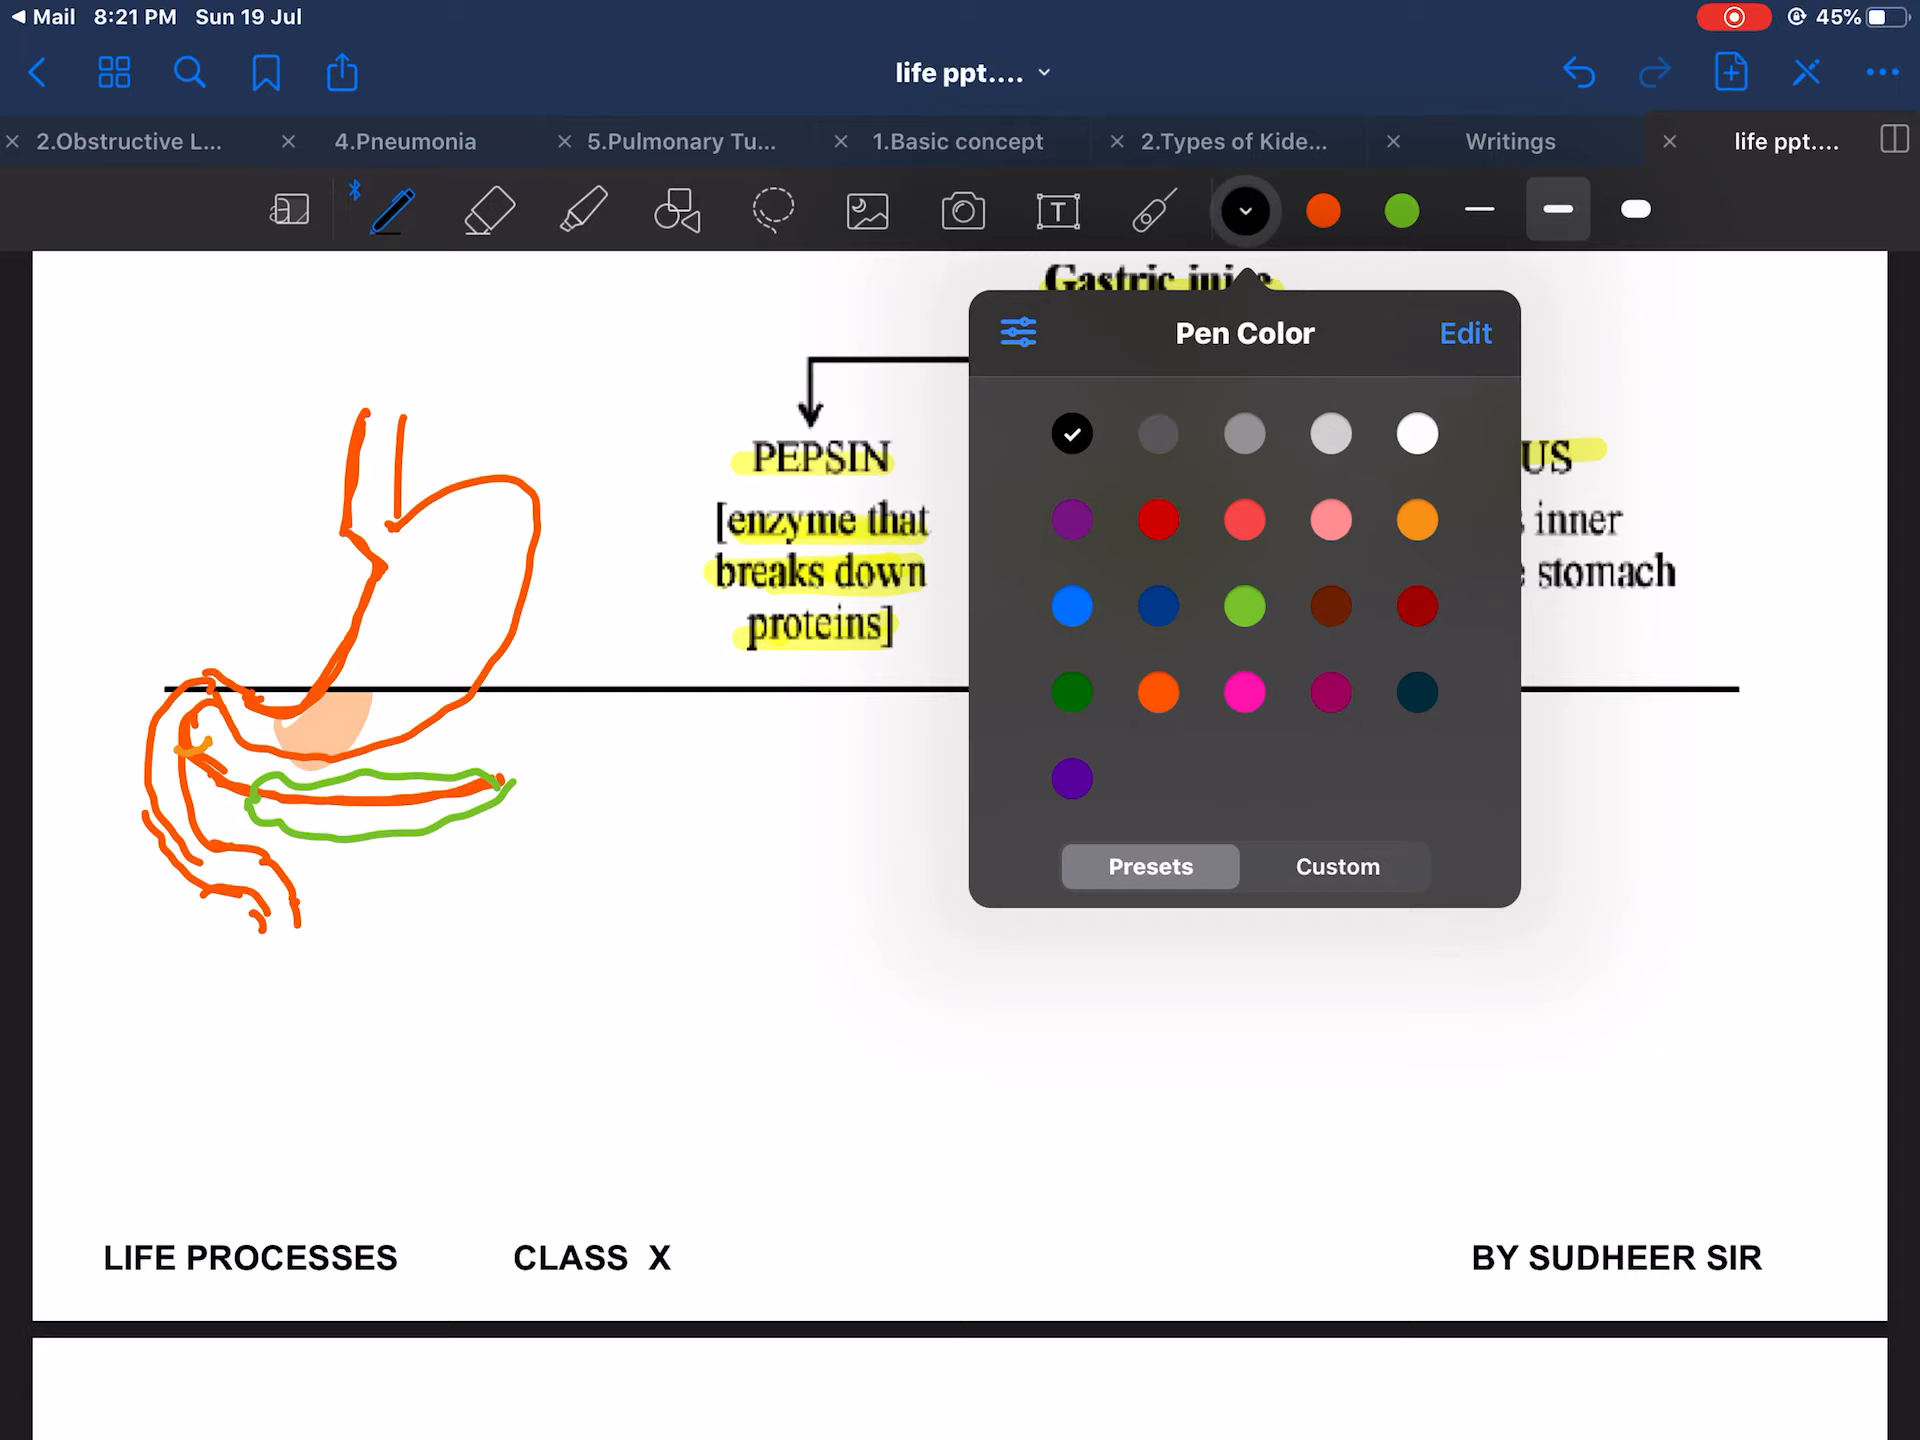 Mail 8:21 PM Sun 19 Jul 45%
life ppt....
2.Obstructive L... 4.Pneumonia 5.Pulmonary Tu... 1.Basic concept 2.Types of Kide... Writings life ppt....
Gastric juice
Pen Color Edit
PEPSIN
[enzyme that
breaks down
proteins]
US
inner
stomach
Presets Custom
LIFE PROCESSES CLASS X BY SUDHEER SIR